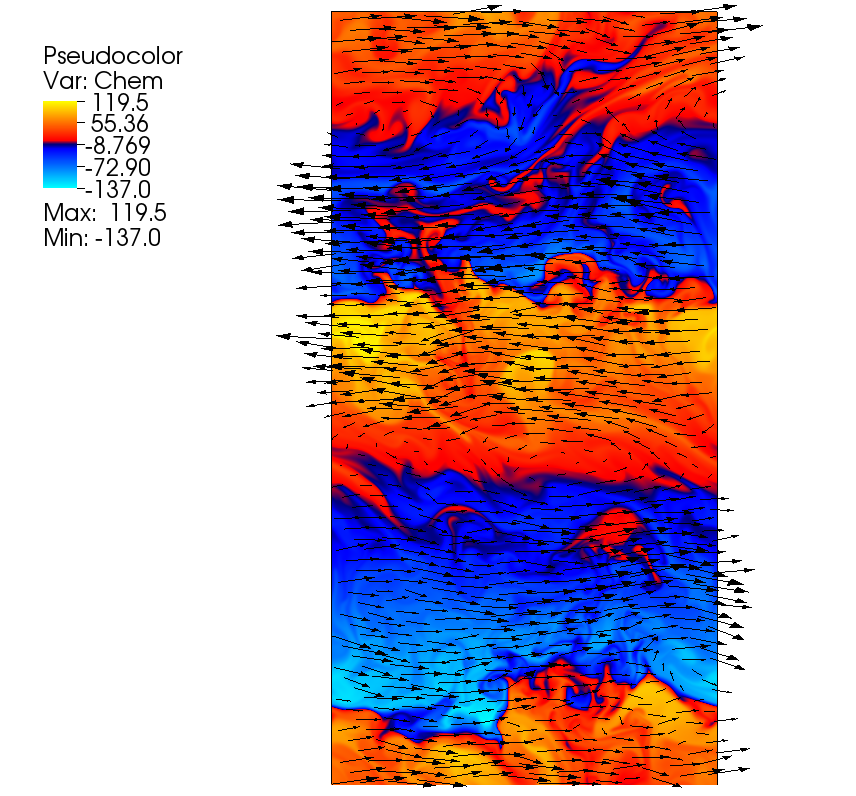 Pseudocolor
Var: Chem
119.5
55.36
-8.769
-72.90
-137.0
Max: 119.5
Min: -137.0